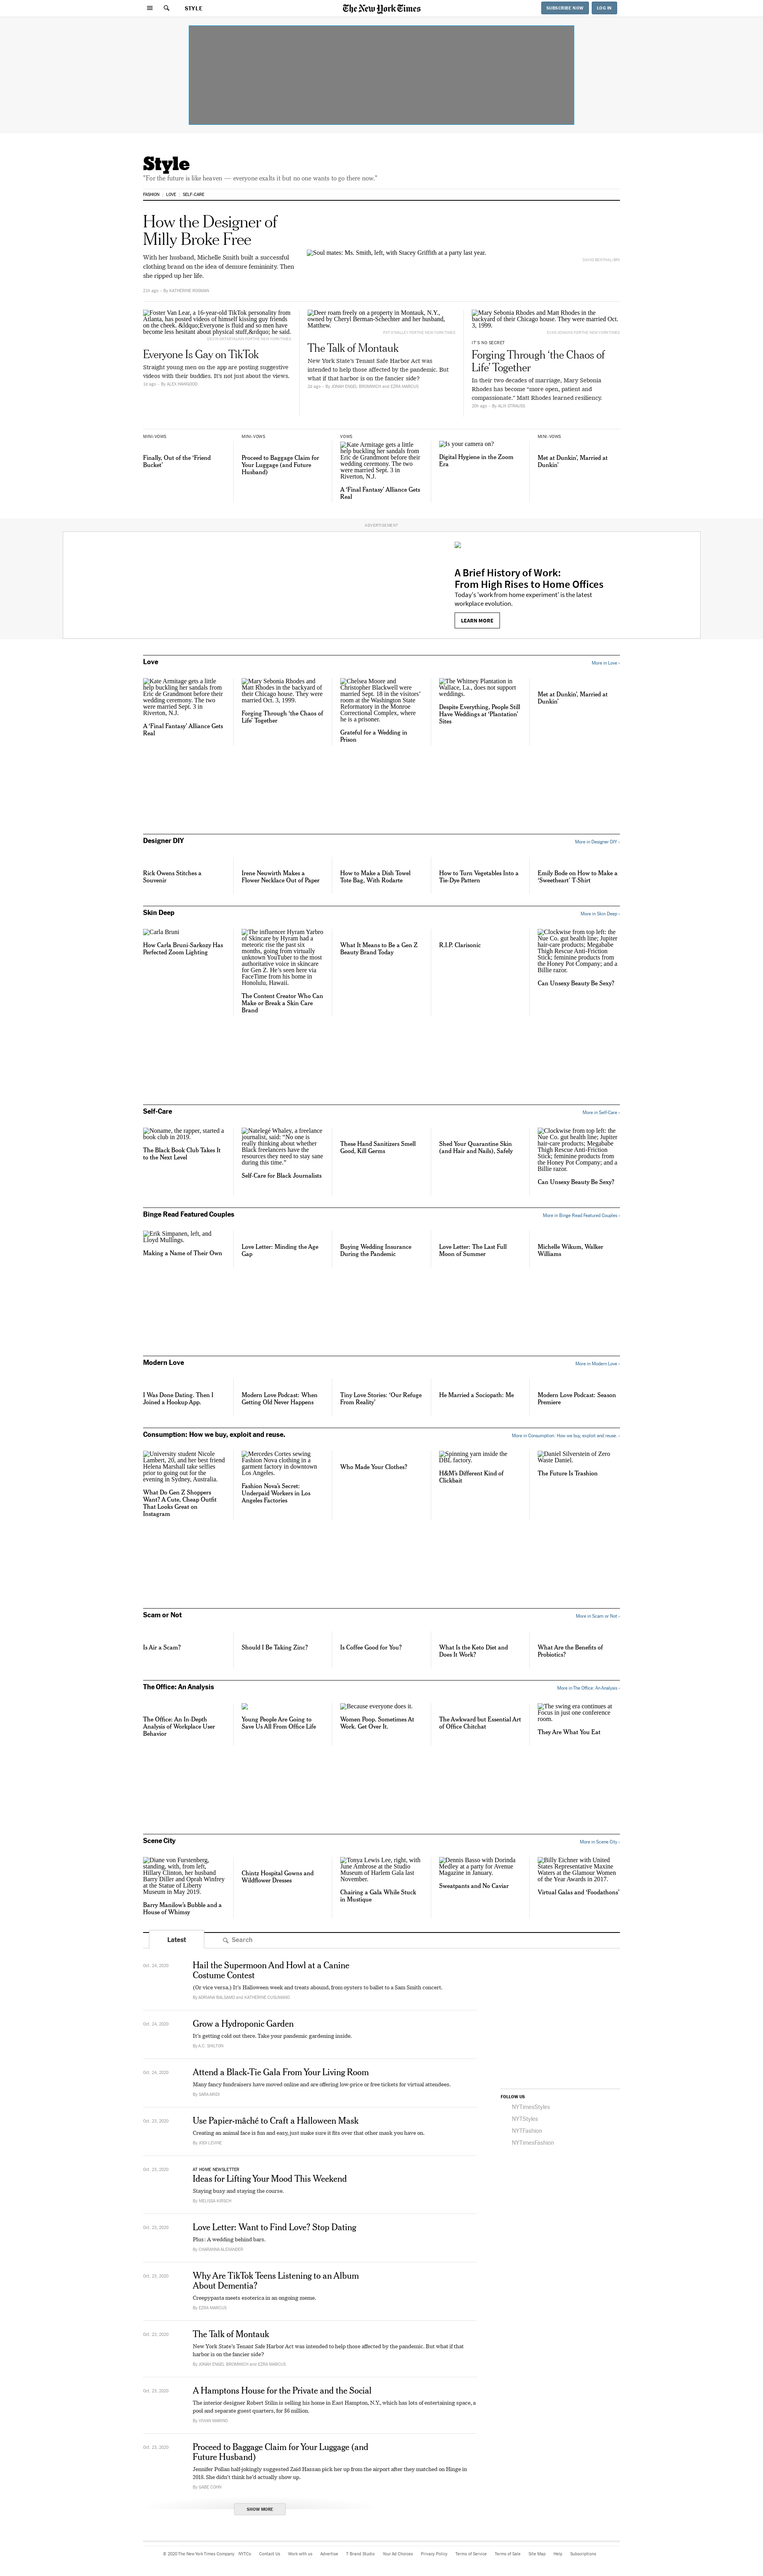 STYLE
The New York Times
SUBSCRIBE NOW
LOG IN
Style
"For the future is like heaven — everyone exalts it but no one wants to go there now."
FASHION
LOVE
SELF-CARE
How the Designer of
Milly Broke Free
With her husband, Michelle Smith built a successful
clothing brand on the idea of demure femininity. Then
she ripped up her life.
By KATHERINE ROSMAN
Soul mates: Ms. Smith, left, with Stacey Griffith at a party last year.
Foster Van Lear, a 16-year-old TikTok personality from
Atlanta, has posted videos of himself kissing guy friends
on the cheek. &ldquo;Everyone is fluid and so men have
become less hesitant about physical stuff,&rdquo; he said.
Everyone Is Gay on TikTok
Straight young men on the app are posting suggestive
videos with their buddies. It's not just about the views.
1d ago
By ALEX HAWGOOD
Deer roam freely on a property in Montauk, N.Y.,
owned by Cheryl Berman-Schechter and her husband,
Matthew.
The Talk of Montauk
New York State's Tenant Safe Harbor Act was
intended to help those affected by the pandemic. But
what if that harbor is on the fancier side?
2d ago
By JONAH ENGEL BROMWICH and EZRA MARCUS
Mary Sebonia Rhodes and Matt Rhodes in the
backyard of their Chicago house. They were married Oct.
3, 1999.
IT'S NO SECRET
Forging Through 'the Chaos of
Life' Together
In their two decades of marriage, Mary Sebonia
Rhodes has become "more open, patient and
compassionate." Matt Rhodes learned resiliency.
20h ago
By ALIX STRAUSS
MINI-VOWS
Finally, Out of the 'Friend
Bucket'
MINI-VOWS
Proceed to Baggage Claim for
Your Luggage (and Future
Husband)
VOWS
Kate Armitage gets a little
help buckling her sandals from
Eric de Grandmont before their
wedding ceremony. The two
were married Sept. 3 in
Riverton, N.J.
A 'Final Fantasy' Alliance Gets
Real
Is your camera on?
Digital Hygiene in the Zoom
Era
MINI-VOWS
Met at Dunkin', Married at
Dunkin'
ADVERTISEMENT
A Brief History of Work:
From High Rises to Home Offices
Today's 'work from home experiment' is the latest
workplace evolution.
LEARN MORE
Love
More in Love ›
Kate Armitage gets a little
help buckling her sandals from
Eric de Grandmont before their
wedding ceremony. The two
were married Sept. 3 in
Riverton, N.J.
A 'Final Fantasy' Alliance Gets
Real
Mary Sebonia Rhodes and
Matt Rhodes in the backyard of
their Chicago house. They were
married Oct. 3, 1999.
Forging Through 'the Chaos of
Life' Together
Chelsea Moore and
Christopher Blackwell were
married Sept. 18 in the visitors'
room at the Washington State
Reformatory in the Monroe
Correctional Complex, where
he is a prisoner.
Grateful for a Wedding in
Prison
The Whitney Plantation in
Wallace, La., does not support
weddings.
Despite Everything, People Still
Have Weddings at 'Plantation'
Sites
Met at Dunkin', Married at
Dunkin'
Designer DIY
More in Designer DIY ›
Rick Owens Stitches a
Souvenir
Irene Neuwirth Makes a
Flower Necklace Out of Paper
How to Make a Dish Towel
Tote Bag, With Rodarte
How to Turn Vegetables Into a
Tie-Dye Pattern
Emily Bode on How to Make a
'Sweetheart' T-Shirt
Skin Deep
More in Skin Deep ›
Carla Bruni
How Carla Bruni-Sarkozy Has
Perfected Zoom Lighting
The influencer Hyram Yarbro
of Skincare by Hyram had a
meteoric rise the past six
months, going from virtually
unknown YouTuber to the most
authoritative voice in skincare
for Gen Z. He's seen here via
FaceTime from his home in
Honolulu, Hawaii.
The Content Creator Who Can
Make or Break a Skin Care
Brand
What It Means to Be a Gen Z
Beauty Brand Today
R.I.P. Clarisonic
Clockwise from top left: the
Nue Co. gut health line; Jupiter
hair-care products; Megababe
Thigh Rescue Anti-Friction
Stick; feminine products from
the Honey Pot Company; and a
Billie razor.
Can Unsexy Beauty Be Sexy?
Self-Care
More in Self-Care ›
Noname, the rapper, started a
book club in 2019.
The Black Book Club Takes It
to the Next Level
Natelegé Whaley, a freelance
journalist, said: "No one is
really thinking about whether
Black freelancers have the
resources they need to stay sane
during this time."
Self-Care for Black Journalists
These Hand Sanitizers Smell
Good, Kill Germs
Shed Your Quarantine Skin
(and Hair and Nails), Safely
Clockwise from top left: the
Nue Co. gut health line; Jupiter
hair-care products; Megababe
Thigh Rescue Anti-Friction
Stick; feminine products from
the Honey Pot Company; and a
Billie razor.
Can Unsexy Beauty Be Sexy?
Binge Read Featured Couples
More in Binge Read Featured Couples ›
Erik Simpanen, left, and
Lloyd Mullings.
Making a Name of Their Own
Love Letter: Minding the Age
Gap
Buying Wedding Insurance
During the Pandemic
Love Letter: The Last Full
Moon of Summer
Michelle Wikum, Walker
Williams
Modern Love
More in Modern Love ›
I Was Done Dating. Then I
Joined a Hookup App.
Modern Love Podcast: When
Getting Old Never Happens
Tiny Love Stories: 'Our Refuge
From Reality'
He Married a Sociopath: Me
Modern Love Podcast: Season
Premiere
Consumption: How we buy, exploit and reuse.
More in Consumption: How we buy, exploit and reuse. ›
University student Nicole
Lambert, 20, and her best friend
Helena Marshall take selfies
prior to going out for the
evening in Sydney, Australia.
What Do Gen Z Shoppers
Want? A Cute, Cheap Outfit
That Looks Great on
Instagram
Mercedes Cortes sewing
Fashion Nova clothing in a
garment factory in downtown
Los Angeles.
Fashion Nova's Secret:
Underpaid Workers in Los
Angeles Factories
Who Made Your Clothes?
Spinning yarn inside the
DBL factory.
H&M's Different Kind of
Clickbait
Daniel Silverstein of Zero
Waste Daniel.
The Future Is Trashion
Scam or Not
More in Scam or Not ›
Is Air a Scam?
Should I Be Taking Zinc?
Is Coffee Good for You?
What Is the Keto Diet and
Does It Work?
What Are the Benefits of
Probiotics?
The Office: An Analysis
More in The Office: An Analysis ›
The Office: An In-Depth
Analysis of Workplace User
Behavior
Young People Are Going to
Save Us All From Office Life
Because everyone does it.
Women Poop. Sometimes At
Work. Get Over It.
The Awkward but Essential Art
of Office Chitchat
The swing era continues at
Focus in just one conference
room.
They Are What You Eat
Scene City
More in Scene City ›
Diane von Furstenberg,
standing, with, from left,
Hillary Clinton, her husband
Barry Diller and Oprah Winfrey
at the Statue of Liberty
Museum in May 2019.
Barry Manilow's Bubble and a
House of Whimsy
Chintz Hospital Gowns and
Wildflower Dresses
Tonya Lewis Lee, right, with
June Ambrose at the Studio
Museum of Harlem Gala last
November.
Chairing a Gala While Stuck
in Mustique
Dennis Basso with Dorinda
Medley at a party for Avenue
Magazine in January.
Sweatpants and No Caviar
Billy Eichner with United
States Representative Maxine
Waters at the Glamour Women
of the Year Awards in 2017.
Virtual Galas and 'Foodathons'
Latest
Search
Oct. 24, 2020
Hail the Supermoon And Howl at a Canine
Costume Contest
(Or vice versa.) It's Halloween week and treats abound, from oysters to ballet to a Sam Smith concert.
By ADRIANA BALSAMO and KATHERINE CUSUMANO
Oct. 24, 2020
Grow a Hydroponic Garden
It's getting cold out there. Take your pandemic gardening inside.
By A.C. SHILTON
Oct. 24, 2020
Attend a Black-Tie Gala From Your Living Room
Many fancy fundraisers have moved online and are offering low-price or free tickets for virtual attendees.
Oct. 23, 2020
Use Papier-mâché to Craft a Halloween Mask
Creating an animal face is fun and easy, just make sure it fits over that other mask you have on.
By JODI LEVINE
Oct. 23, 2020
AT HOME NEWSLETTER
Ideas for Lifting Your Mood This Weekend
Staying busy and staying the course.
By MELISSA KIRSCH
Oct. 23, 2020
Love Letter: Want to Find Love? Stop Dating
Plus: A wedding behind bars.
By CHARANNA ALEXANDER
Oct. 23, 2020
Why Are TikTok Teens Listening to an Album
About Dementia?
Creepypasta meets esoterica in an ongoing meme.
By EZRA MARCUS
Oct. 23, 2020
The Talk of Montauk
New York State's Tenant Safe Harbor Act was intended to help those affected by the pandemic. But what if that
harbor is on the fancier side?
By JONAH ENGEL BROMWICH and EZRA MARCUS
Oct. 23, 2020
A Hamptons House for the Private and the Social
The interior designer Robert Stilin is selling his home in East Hampton, N.Y., which has lots of entertaining space, a
pool and separate guest quarters, for $6 million.
By VIVIAN MARINO
Oct. 23, 2020
Proceed to Baggage Claim for Your Luggage (and
Future Husband)
Jennifer Pollan half-jokingly suggested Zaid Hassan pick her up from the airport after they matched on Hinge in
2018. She didn't think he'd actually show up.
By GABE COHN
SHOW MORE
FOLLOW US
NYTimesStyles
NYTStyles
NYTFashion
NYTimesFashion
© 2020 The New York Times Company
NYTCo
Contact Us
Work with us
Advertise
T Brand Studio
Your Ad Choices
Privacy Policy
Terms of Service
Terms of Sale
Site Map
Help
Subscriptions